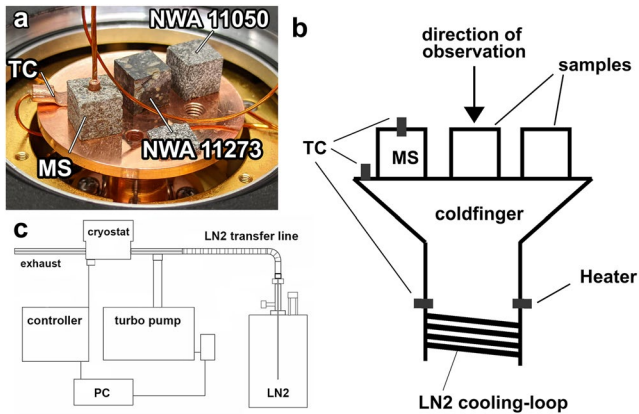 a
NWA 11050
TC
MS
NWA 11273
b
direction of
observation
samples
TC
MS
coldfinger
Heater
LN2 cooling-loop
c
cryostat
LN2 transfer line
exhaust
controller
turbo pump
PC
LN2